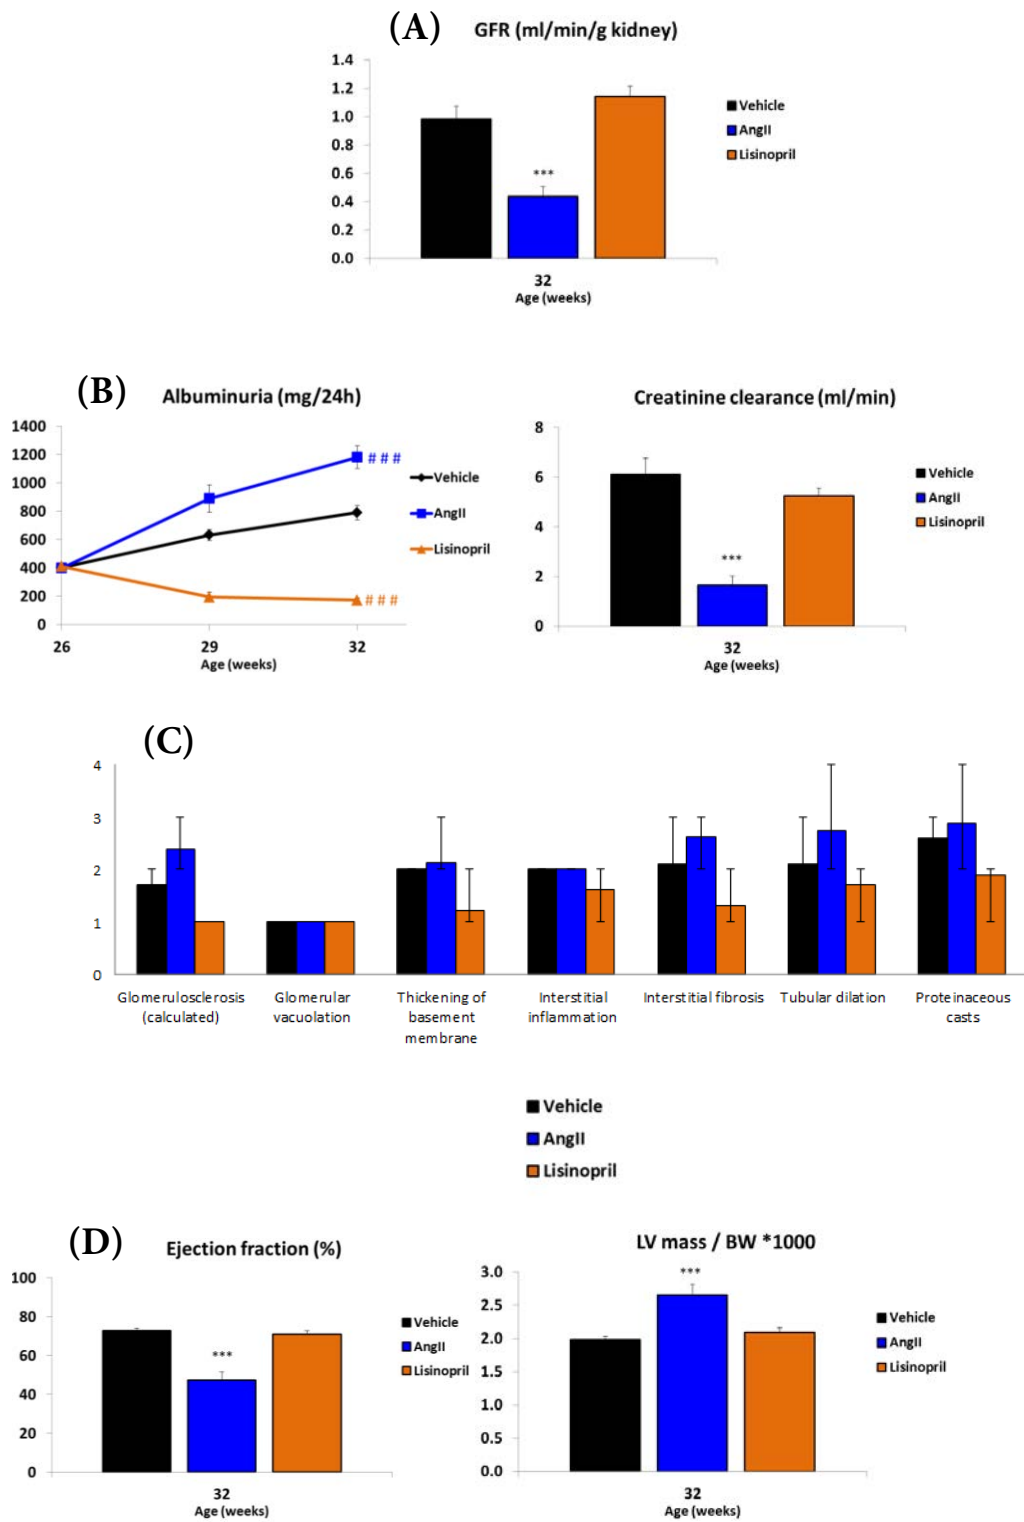 (A)
GFR (ml/min/g kidney)
1.4
1.2
1.0
0.8
0.6
0.4
0.2
0.0
***
32
Age (weeks)
Vehicle
AngII
Lisinopril
(B)
Albuminuria (mg/24h)
1400
1200
1000
800
600
400
200
0
# # #
# # #
26
29
32
Age (weeks)
Vehicle
AngII
Lisinopril
Creatinine clearance (ml/min)
8
6
4
2
0
***
32
Age (weeks)
Vehicle
AngII
Lisinopril
(C)
4
3
2
1
0
Glomerulosclerosis
(calculated)
Glomerular
vacuolation
Thickening of
basement
membrane
Interstitial
inflammation
Interstitial fibrosis
Tubular dilation
Proteinaceous
casts
Vehicle
AngII
Lisinopril
(D)
Ejection fraction (%)
100
80
60
40
20
0
***
32
Age (weeks)
Vehicle
AngII
Lisinopril
LV mass / BW *1000
3.0
2.5
2.0
1.5
1.0
0.5
0.0
***
32
Age (weeks)
Vehicle
AngII
Lisinopril